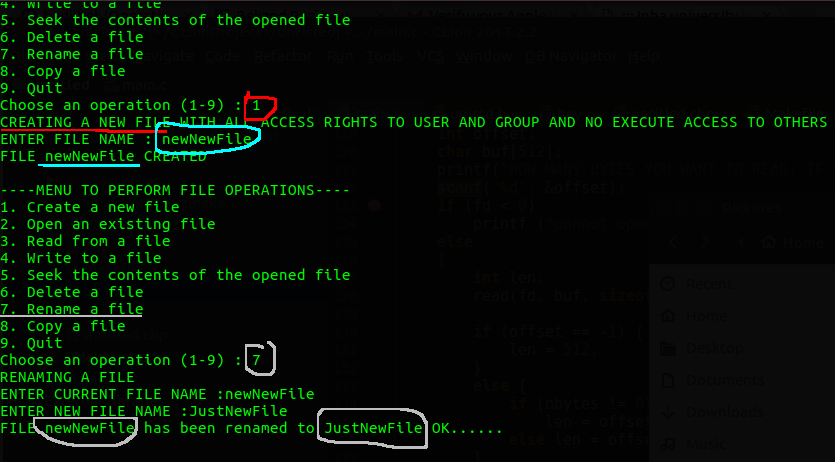 4. Write to a file
5. Seek the contents of the opened file
6. Delete a file
7. Rename a file
8. Copy a file
9. Quit
Choose an operation (1-9) : 1
CREATING A NEW FILE WITH ALL ACCESS RIGHTS TO USER AND GROUP AND NO EXECUTE ACCESS TO OTHERS
ENTER FILE NAME : newNewFile
FILE newNewFile CREATED
----MENU TO PERFORM FILE OPERATIONS----
1. Create a new file
2. Open an existing file
3. Read from a file
4. Write to a file
5. Seek the contents of the opened file
6. Delete a file
7. Rename a file
8. Copy a file
9. Quit
Choose an operation (1-9) : 7
RENAMING A FILE
ENTER CURRENT FILE NAME :newNewFile
ENTER NEW FILE NAME :JustNewFile
FILE newNewFile has been renamed to JustNewFile OK......
Recent
Home
Desktop
Documents
Downloads
Music